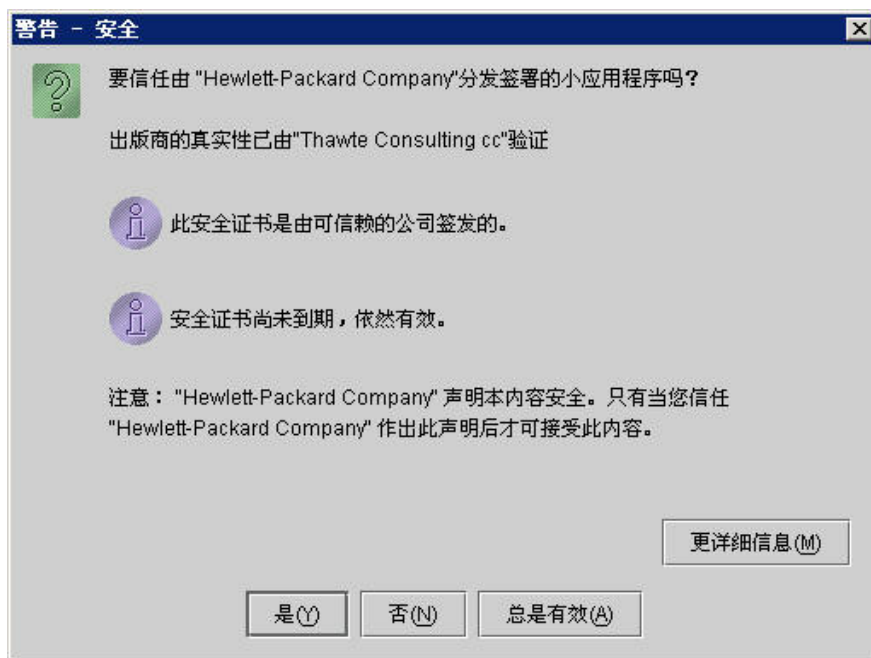 警告 - 安全
要信任由 "Hewlett-Packard Company"分发签署的小应用程序吗?
出版商的真实性已由"Thawte Consulting cc"验证
此安全证书是由可信赖的公司签发的。
安全证书尚未到期，依然有效。
注意： "Hewlett-Packard Company" 声明本内容安全。只有当您信任
"Hewlett-Packard Company" 作出此声明后才可接受此内容。
更详细信息(M)
是(Y) 否(N) 总是有效(A)